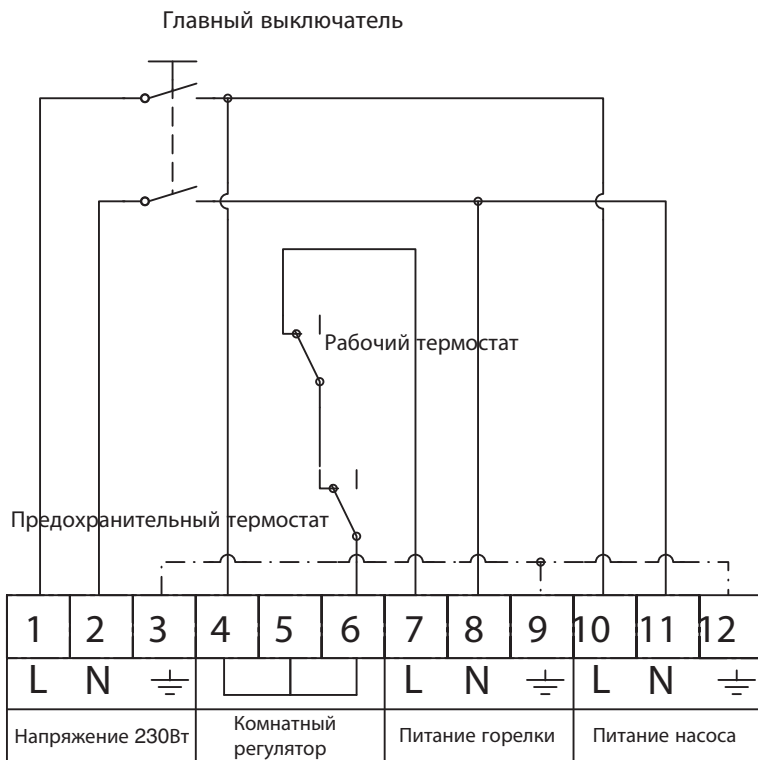 Главный выключатель
Рабочий термостат
Предохранительный термостат
1 2 3 4 5 6 7 8 9 10 11 12
L N L N L N
Напряжение 230Вт
Комнатный
регулятор
Питание горелки
Питание насоса